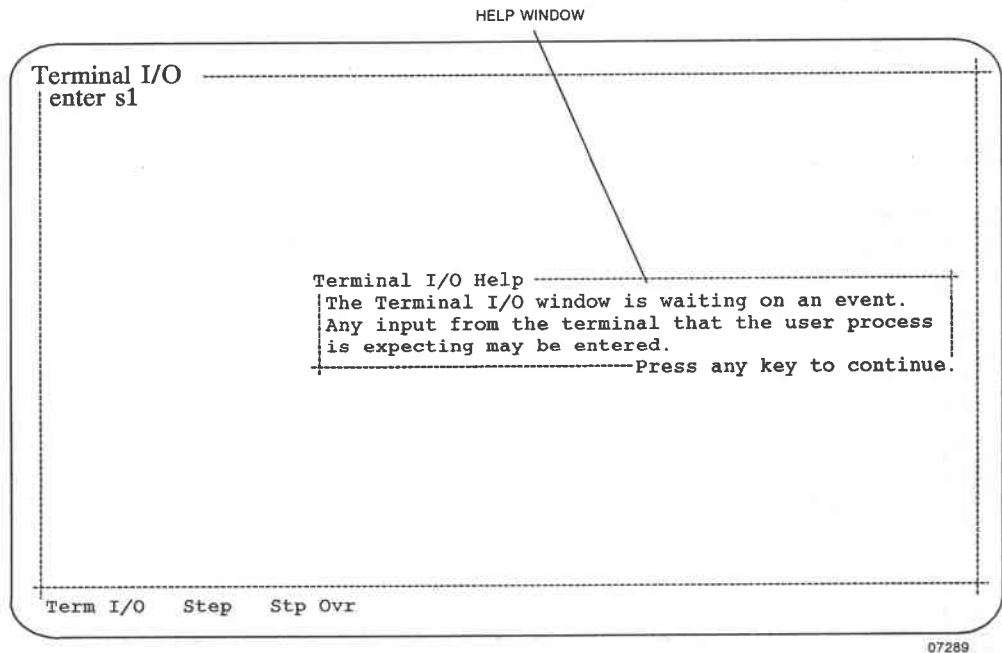 HELP WINDOW
Terminal I/O
enter s1
Terminal I/O Help
The Terminal I/O window is waiting on an event.
Any input from the terminal that the user process
is expecting may be entered.
Press any key to continue.
Term I/O Step Stp Ovr
07289